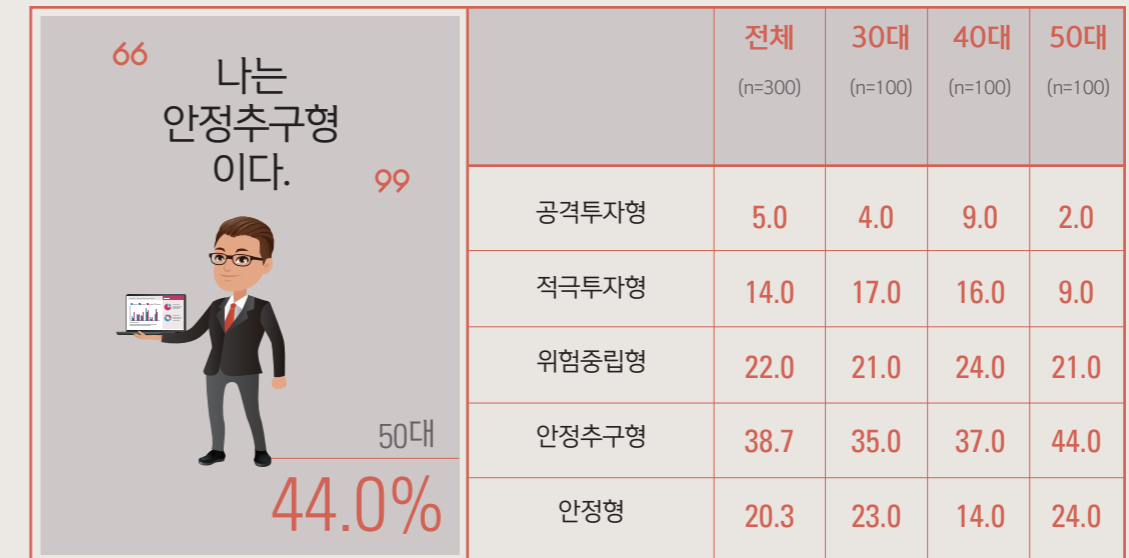 “
나는
안정추구형
이다.
”
50대
44.0%
전체 30대 40대 50대
(n=300) (n=100) (n=100) (n=100)
공격투자형 5.0 4.0 9.0 2.0
적극투자형 14.0 17.0 16.0 9.0
위험중립형 22.0 21.0 24.0 21.0
안정추구형 38.7 35.0 37.0 44.0
안정형 20.3 23.0 14.0 24.0